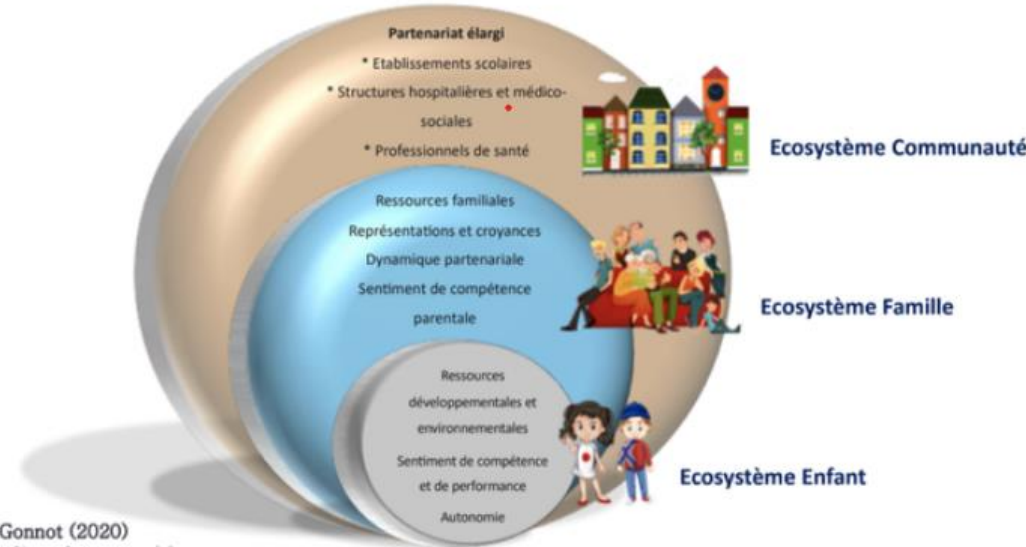 Partenariat élargi
* Etablissements scolaires
* Structures hospitalières et médico-
sociales
* Professionnels de santé
Ecosystème Communauté
Ressources familiales
Représentations et croyances
Dynamique partenariale
Sentiment de compétence
parentale
Ecosystème Famille
Ressources
développementales et
environnementales
Sentiment de compétence
et de performance
Autonomie
Ecosystème Enfant
Gonnot (2020)